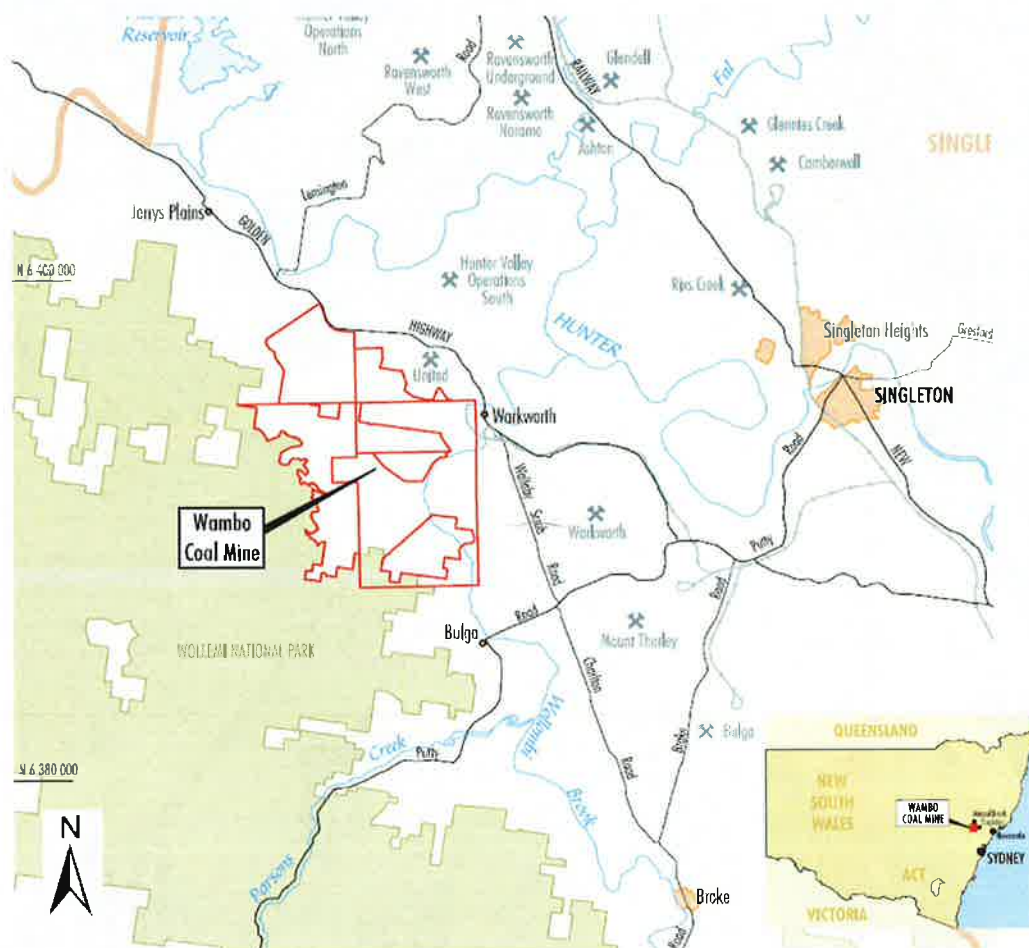 Reservoir
Operations
North
Ravensworth
West
Road
Ravensworth
Underground
Ravensworth
Narama
RAILWAY
Glendell
Fal
Ashton
Glennies Creek
Camberwell
SINGLE
Jerrys Plains
GOLDEN
Lemington
N 6 400 000
Hunter Valley
Operations
South
Rixs Creek
HIGHWAY
HUNTER
Singleton Heights
Gresford
United
SINGLETON
Warkworth
Road
NEW
Wallaby
Scrub
Road
Wambo
Coal Mine
Warkworth
Putty
Road
Road
Bulga
Mount Thorley
WOLLEMI NATIONAL PARK
Charlton
Road
Wollombi
Brook
Broke
Bulga
Creek
Putty
Parsons
N 6 380 000
N
Broke
Road
QUEENSLAND
NEW
SOUTH
WALES
WAMBO
COAL MINE
Newcastle
SYDNEY
ACT
VICTORIA